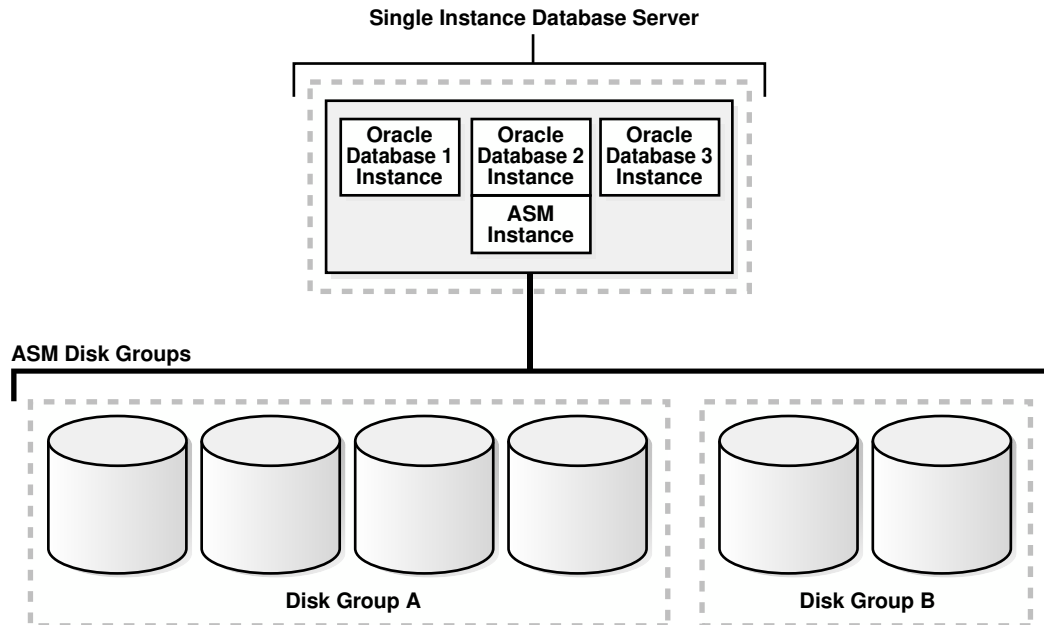 Single Instance Database Server
Oracle
Database 1
Instance
Oracle
Database 2
Instance
Oracle
Database 3
Instance
ASM
Instance
ASM Disk Groups
Disk Group A
Disk Group B